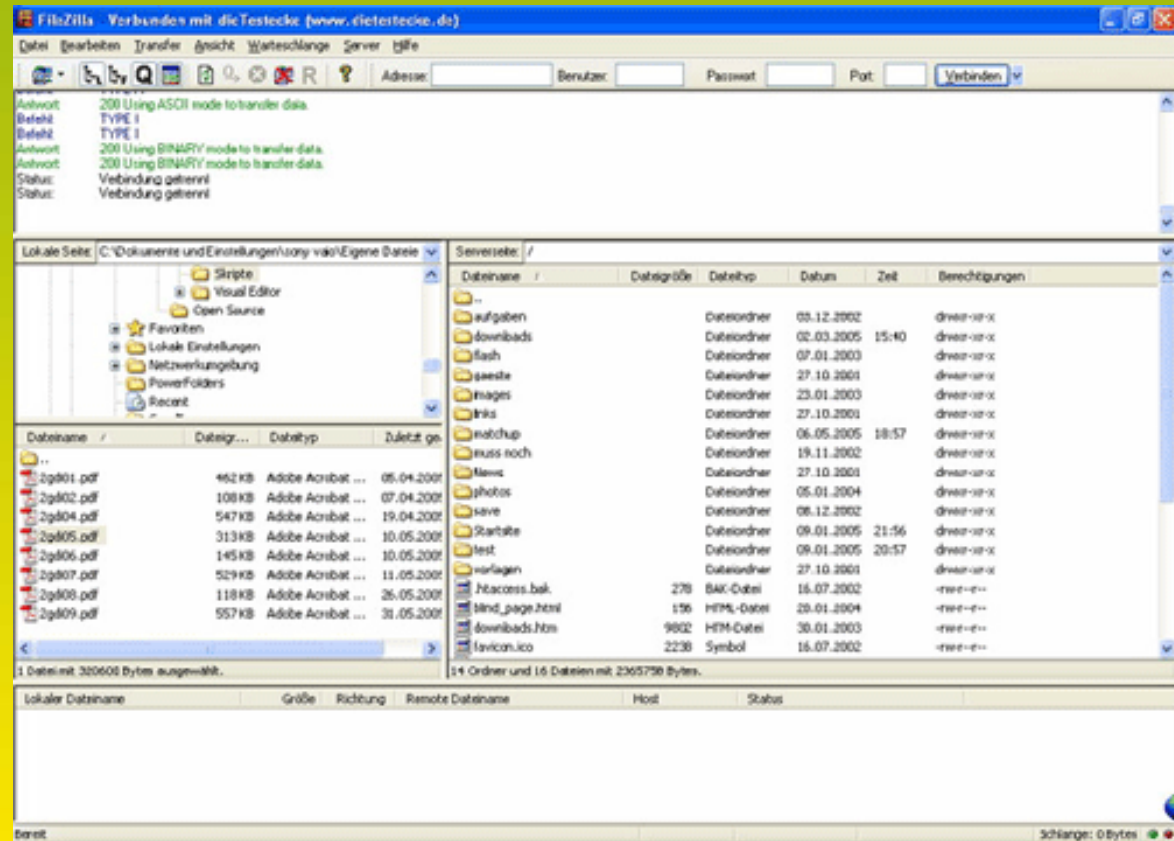 FileZilla - Verbunden mit dieTestecke (www.dietestecke.de)
Datei Bearbeiten Transfer Ansicht Warteschlange Server Hilfe
Adresse: Benutzer: Passwort: Port: Verbinden
Befehl: TYPE
Antwort: 200 Using ASCII mode to transfer data.
Befehl: TYPE I
Befehl: TYPE I
Antwort: 200 Using BINARY mode to transfer data.
Antwort: 200 Using BINARY mode to transfer data.
Status: Verbindung getrennt
Status: Verbindung getrennt
Lokale Seite: C:\Dokumente und Einstellungen\sony vaio\Eigene Dateie
Skripte
Visual Editor
Open Source
Favoriten
Lokale Einstellungen
Netzwerkumgebung
PowerFolders
Recent
Dateiname / Dateigr... Dateityp Zuletzt ge
..
2gdi01.pdf 462 KB Adobe Acrobat ... 05.04.2005
2gdi02.pdf 108 KB Adobe Acrobat ... 07.04.2005
2gdi04.pdf 547 KB Adobe Acrobat ... 19.04.2005
2gdi05.pdf 313 KB Adobe Acrobat ... 10.05.2005
2gdi06.pdf 145 KB Adobe Acrobat ... 10.05.2005
2gdi07.pdf 529 KB Adobe Acrobat ... 11.05.2005
2gdi08.pdf 118 KB Adobe Acrobat ... 26.05.2005
2gdi09.pdf 557 KB Adobe Acrobat ... 31.05.2005
1 Datei mit 320608 Bytes ausgewählt.
Serverseite: /
Dateiname / Dateigröße Dateityp Datum Zeit Berechtigungen
..
aufgaben Dateiordner 03.12.2002 drwxr-xr-x
downloads Dateiordner 02.03.2005 15:40 drwxr-xr-x
flash Dateiordner 07.01.2003 drwxr-xr-x
gaeste Dateiordner 27.10.2001 drwxr-xr-x
images Dateiordner 23.01.2003 drwxr-xr-x
links Dateiordner 27.10.2001 drwxr-xr-x
matchup Dateiordner 06.05.2005 18:57 drwxr-xr-x
muss noch Dateiordner 19.11.2002 drwxr-xr-x
News Dateiordner 27.10.2001 drwxr-xr-x
photos Dateiordner 05.01.2004 drwxr-xr-x
save Dateiordner 08.12.2002 drwxr-xr-x
Startsite Dateiordner 09.01.2005 21:56 drwxr-xr-x
test Dateiordner 09.01.2005 20:57 drwxr-xr-x
vorlagen Dateiordner 27.10.2001 drwxr-xr-x
.htaccess.bak 278 BAK-Datei 16.07.2002 -rw-r--r--
blind_page.html 156 HTML-Datei 20.01.2004 -rw-r--r--
downloads.htm 9802 HTM-Datei 30.01.2003 -rw-r--r--
favicon.ico 2238 Symbol 16.07.2002 -rw-r--r--
14 Ordner und 16 Dateien mit 2365758 Bytes.
Lokaler Dateiname Größe Richtung Remote Dateiname Host Status
Bereit Schlange: 0 Bytes